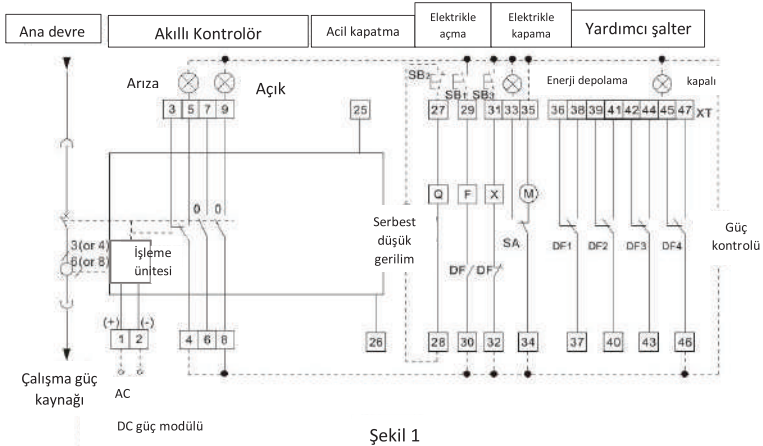 Ana devre
Akıllı Kontrolör
Acil kapatma
Elektrikle açma
Elektrikle kapama
Yardımcı şalter
Arıza
Açık
SB2
SB1
SB3
Enerji depolama
kapalı
3 5 7 9
25
27 29 31 33 35
36 38 39 41 42 44 45 47
XT
0 0
Q
F
X
M
3(or 4)
6(or 8)
İşleme ünitesi
Serbest düşük gerilim
SA
DF
DF
DF1
DF2
DF3
DF4
Güç kontrolü
(+)
(-)
1 2
4 6 8
26
28 30 32 34
37 40 43 46
Çalışma güç kaynağı
AC
DC güç modülü
Şekil 1